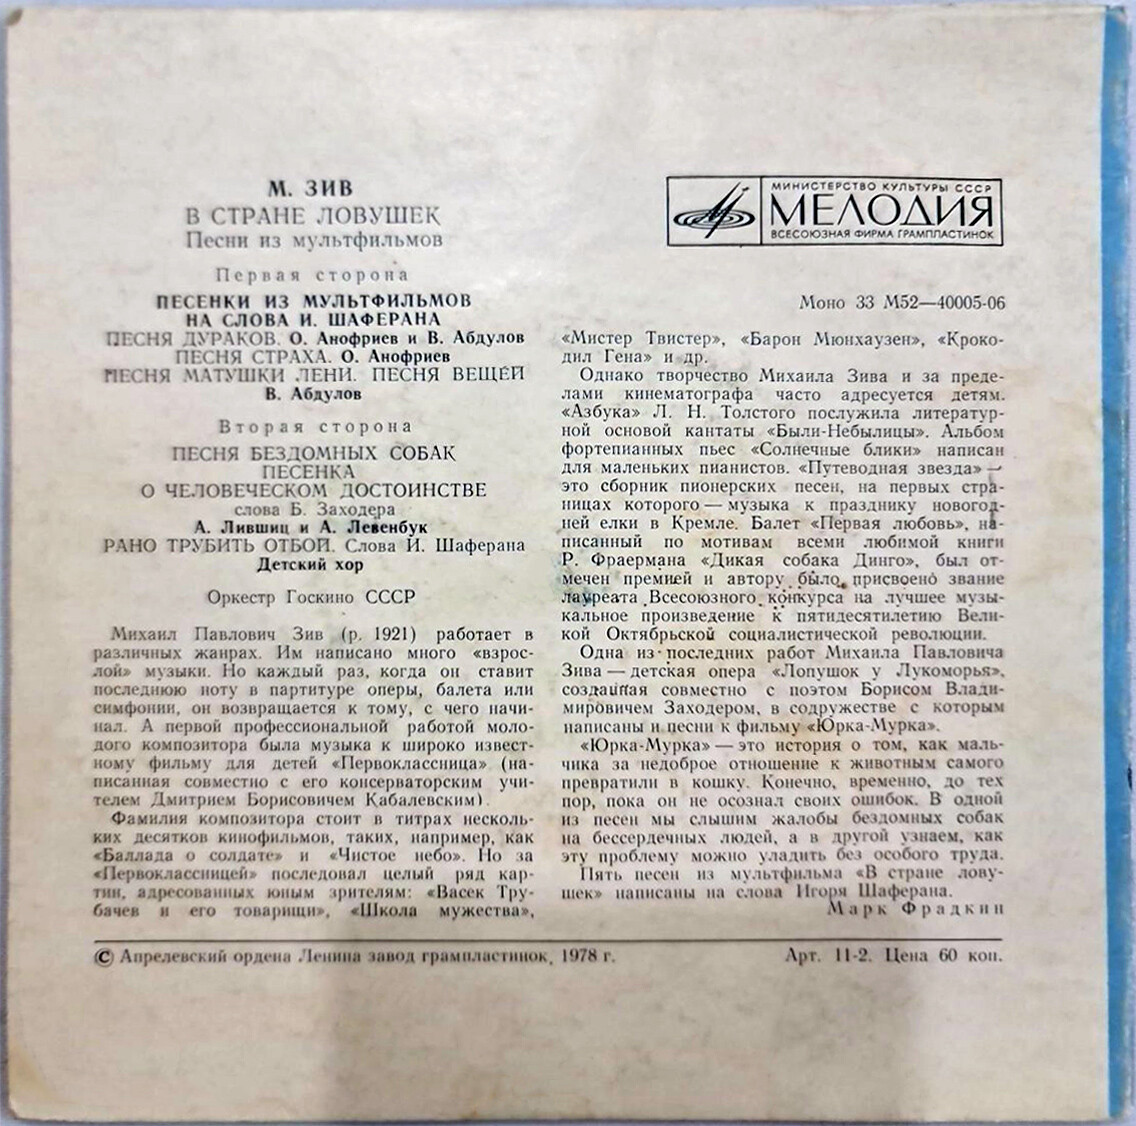 М. ЗИВ
В СТРАНЕ ЛОВУШЕК
Песни из мультфильмов
Первая сторона
ПЕСЕНКИ ИЗ МУЛЬТФИЛЬМОВ
НА СЛОВА И. ШАФЕРАНА
ПЕСНЯ ДУРАКОВ. О. Анофриев и В. Абдулов
ПЕСНЯ СТРАХА. О. Анофриев
ПЕСНЯ МАТУШКИ ЛЕНИ. ПЕСНЯ ВЕЩЕЙ
В. Абдулов
Вторая сторона
ПЕСНЯ БЕЗДОМНЫХ СОБАК
ПЕСЕНКА
О ЧЕЛОВЕЧЕСКОМ ДОСТОИНСТВЕ
слова Б. Заходера
А. Лившиц и А. Левенбук
РАНО ТРУБИТЬ ОТБОЙ. Слова И. Шаферана
Детский хор
Оркестр Госкино СССР
Михаил Павлович Зив (р. 1921) работает в
различных жанрах. Им написано много «взрос-
лой» музыки. Но каждый раз, когда он ставит
последнюю ноту в партитуре оперы, балета или
симфонии, он возвращается к тому, с чего начи-
нал. А первой профессиональной работой моло-
дого композитора была музыка к широко извест-
ному фильму для детей «Первоклассница» (на-
писанная совместно с его консерваторским учи-
телем Дмитрием Борисовичем Кабалевским).
Фамилия композитора стоит в титрах несколь-
ких десятков кинофильмов, таких, например, как
«Баллада о солдате» и «Чистое небо». Но за
«Первоклассницей» последовал целый ряд кар-
тин, адресованных юным зрителям: «Васек Тру-
бачев и его товарищи», «Школа мужества»,
МИНИСТЕРСТВО КУЛЬТУРЫ СССР
МЕЛОДИЯ
ВСЕСОЮЗНАЯ ФИРМА ГРАМПЛАСТИНОК
Моно 33 М52—40005-06
«Мистер Твистер», «Барон Мюнхаузен», «Кроко-
дил Гена» и др.
Однако творчество Михаила Зива и за преде-
лами кинематографа часто адресуется детям.
«Азбука» Л. Н. Толстого послужила литератур-
ной основой кантаты «Были-Небылицы». Альбом
фортепианных пьес «Солнечные блики» написан
для маленьких пианистов. «Путеводная звезда» —
это сборник пионерских песен, на первых стра-
ницах которого — музыка к празднику новогод-
ней елки в Кремле. Балет «Первая любовь», на-
писанный по мотивам всеми любимой книги
Р. Фраермана «Дикая собака Динго», был от-
мечен премией и автору было присвоено звание
лауреата Всесоюзного конкурса на лучшее музы-
кальное произведение к пятидесятилетию Вели-
кой Октябрьской социалистической революции.
Одна из последних работ Михаила Павловича
Зива — детская опера «Лопушок у Лукоморья»,
созданная совместно с поэтом Борисом Влади-
мировичем Заходером, в содружестве с которым
написаны и песни к фильму «Юрка-Мурка».
«Юрка-Мурка» — это история о том, как маль-
чика за недоброе отношение к животным самого
превратили в кошку. Конечно, временно, до тех
пор, пока он не осознал своих ошибок. В одной
из песен мы слышим жалобы бездомных собак
на бессердечных людей, а в другой узнаем, как
эту проблему можно уладить без особого труда.
Пять песен из мультфильма «В стране лову-
шек» написаны на слова Игоря Шаферана.
Марк Фрадкин
© Апрелевский ордена Ленина завод грампластинок, 1978 г.
Арт. 11-2. Цена 60 коп.